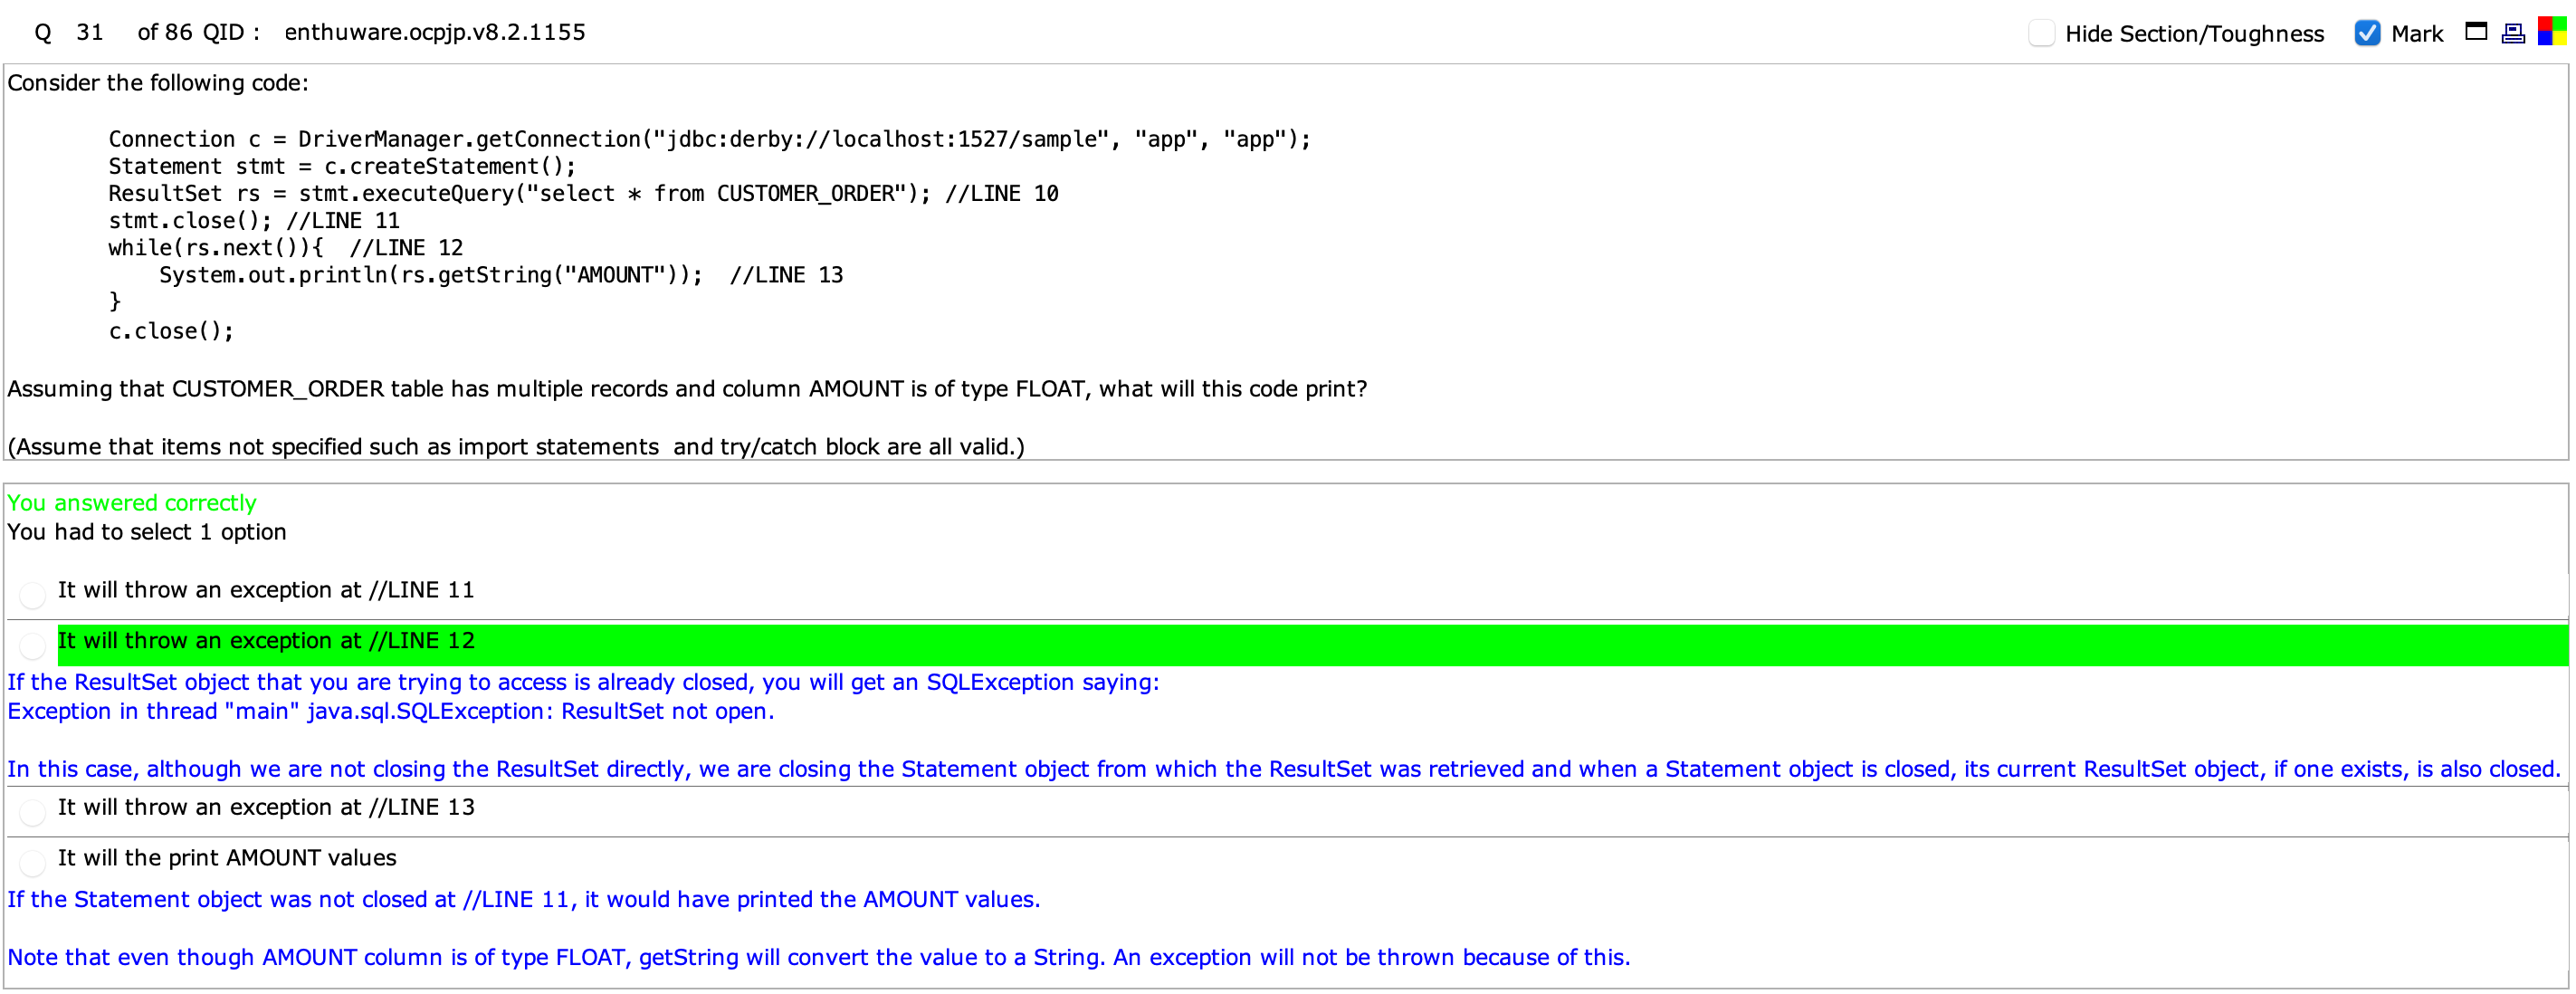 Q 31 of 86 QID : enthuware.ocpjp.v8.2.1155 Hide Section/Toughness Mark
Consider the following code:
Connection c = DriverManager.getConnection("jdbc:derby://localhost:1527/sample", "app", "app");
Statement stmt = c.createStatement();
ResultSet rs = stmt.executeQuery("select * from CUSTOMER_ORDER"); //LINE 10
stmt.close(); //LINE 11
while(rs.next()){  //LINE 12
System.out.println(rs.getString("AMOUNT"));  //LINE 13
}
c.close();
Assuming that CUSTOMER_ORDER table has multiple records and column AMOUNT is of type FLOAT, what will this code print?
(Assume that items not specified such as import statements  and try/catch block are all valid.)
You answered correctly
You had to select 1 option
It will throw an exception at //LINE 11
It will throw an exception at //LINE 12
If the ResultSet object that you are trying to access is already closed, you will get an SQLException saying:
Exception in thread "main" java.sql.SQLException: ResultSet not open.
In this case, although we are not closing the ResultSet directly, we are closing the Statement object from which the ResultSet was retrieved and when a Statement object is closed, its current ResultSet object, if one exists, is also closed.
It will throw an exception at //LINE 13
It will the print AMOUNT values
If the Statement object was not closed at //LINE 11, it would have printed the AMOUNT values.
Note that even though AMOUNT column is of type FLOAT, getString will convert the value to a String. An exception will not be thrown because of this.